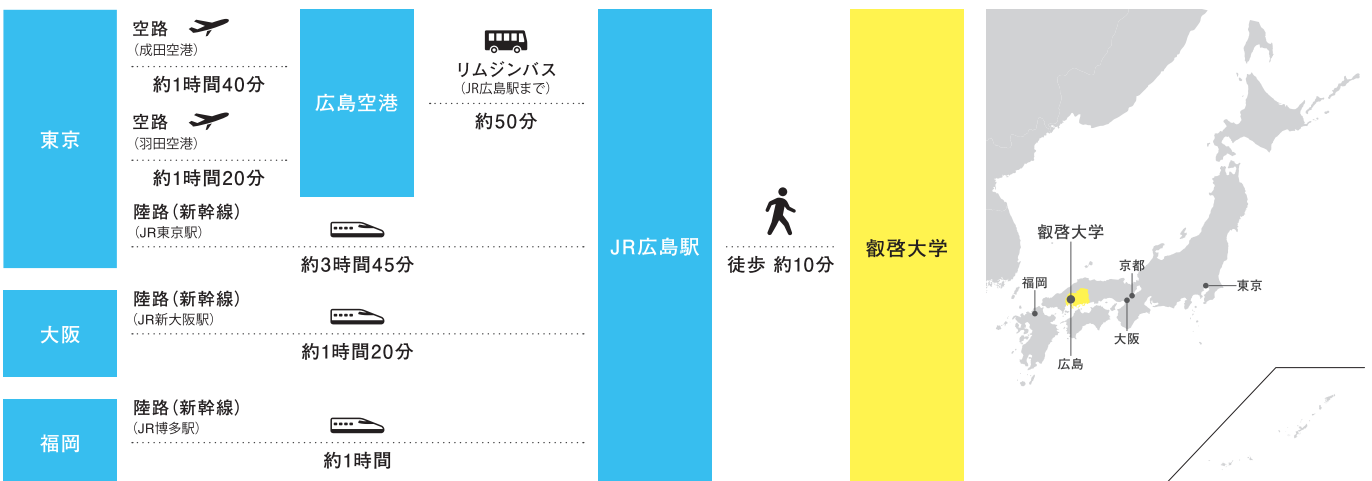 東京
空路
（成田空港）
約1時間40分
空路
（羽田空港）
約1時間20分
広島空港
リムジンバス
（JR広島駅まで）
約50分
陸路（新幹線）
（JR東京駅）
約3時間45分
大阪
陸路（新幹線）
（JR新大阪駅）
約1時間20分
福岡
陸路（新幹線）
（JR博多駅）
約1時間
JR広島駅
徒歩 約10分
叡啓大学
叡啓大学
京都
福岡
東京
大阪
広島